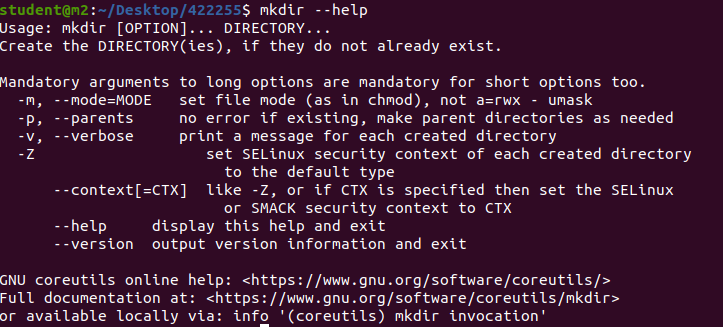 student@m2:~/Desktop/422255$ mkdir --help
Usage: mkdir [OPTION]... DIRECTORY...
Create the DIRECTORY(ies), if they do not already exist.

Mandatory arguments to long options are mandatory for short options too.
  -m, --mode=MODE   set file mode (as in chmod), not a=rwx - umask
  -p, --parents     no error if existing, make parent directories as needed
  -v, --verbose     print a message for each created directory
  -Z                   set SELinux security context of each created directory
                         to the default type
      --context[=CTX]  like -Z, or if CTX is specified then set the SELinux
                         or SMACK security context to CTX
      --help     display this help and exit
      --version  output version information and exit

GNU coreutils online help: <https://www.gnu.org/software/coreutils/>
Full documentation at: <https://www.gnu.org/software/coreutils/mkdir>
or available locally via: info '(coreutils) mkdir invocation'